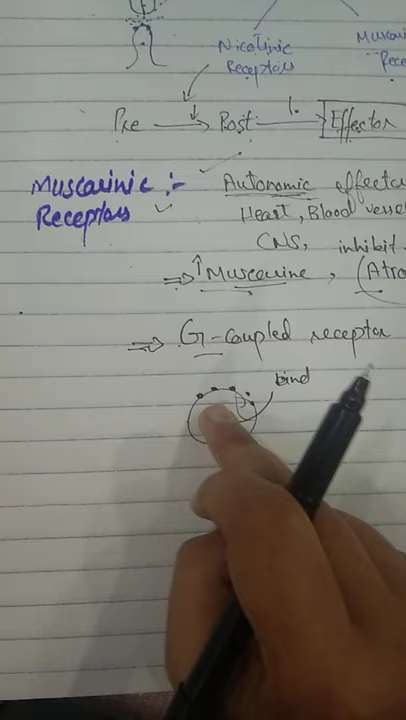 Nicotinic
Receptors
Muscari
Rece
Pre → Post → Effector
Muscarinic :- Autonomic effecto
Receptors
Heart, Blood vesse
CNS, inhibit.
⇒ ↑ Muscarine, (Atro
⇒ G-coupled receptor
bind